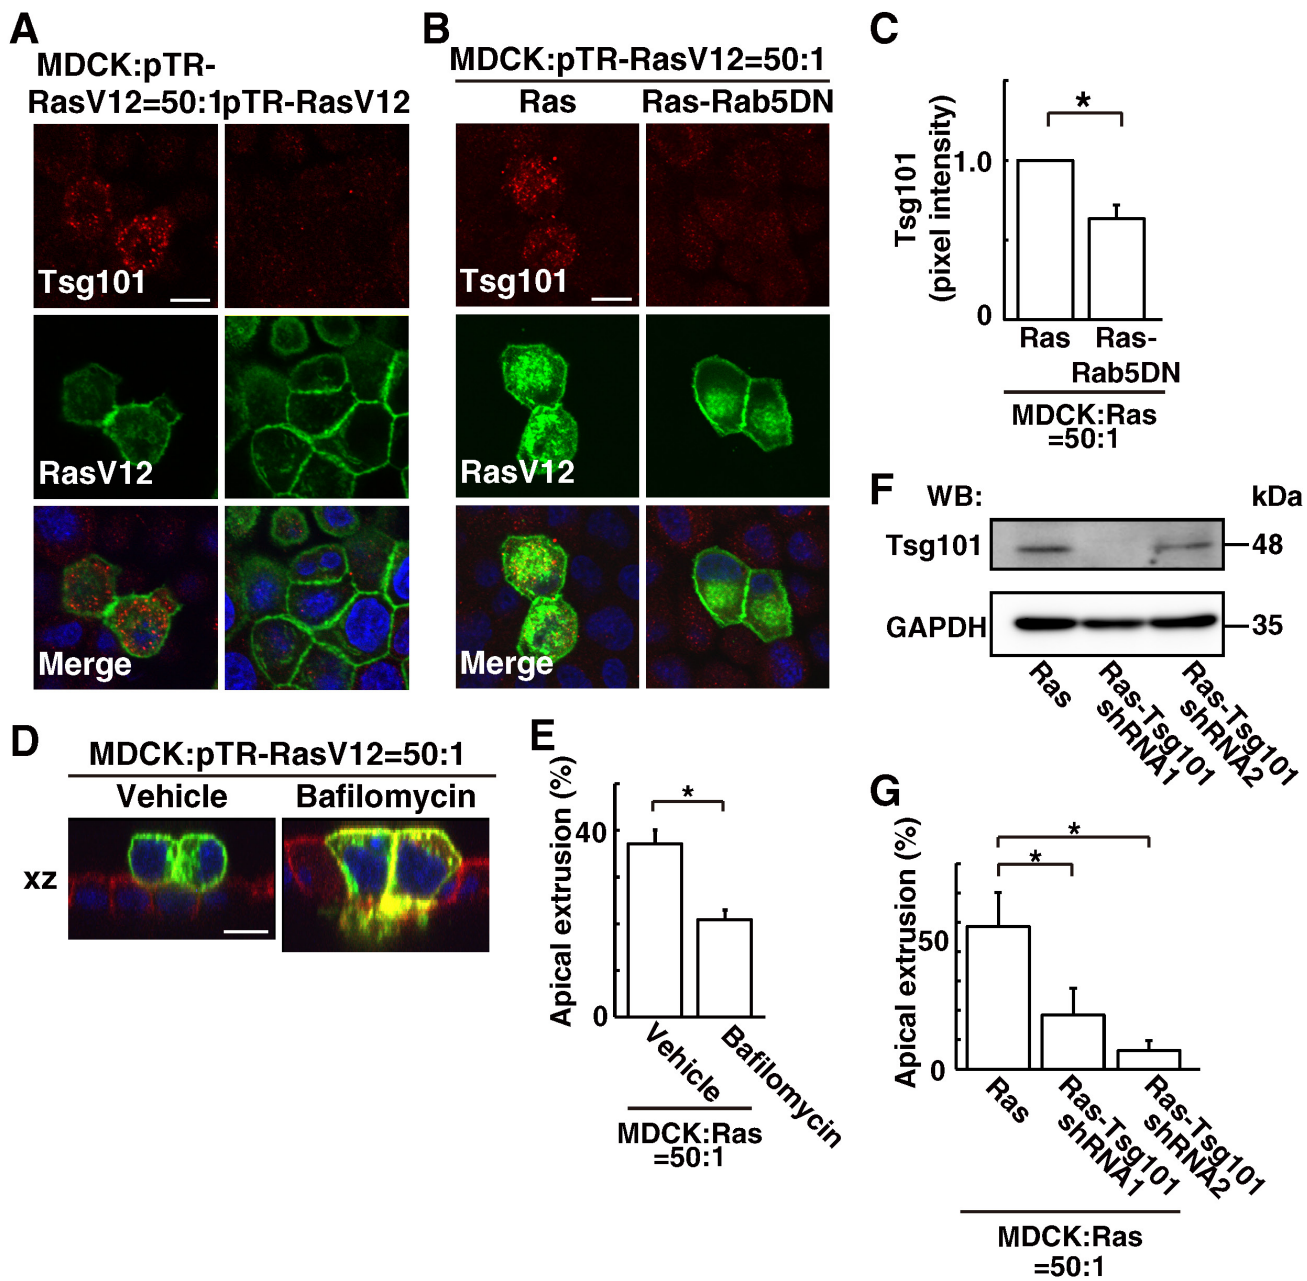 A
MDCK:pTR-
RasV12=50:1
pTR-RasV12
Tsg101
RasV12
Merge
B
MDCK:pTR-RasV12=50:1
Ras
Ras-Rab5DN
Tsg101
RasV12
Merge
C
Tsg101
(pixel intensity)
1.0
0
*
Ras
Ras-
Rab5DN
MDCK:Ras
=50:1
D
MDCK:pTR-RasV12=50:1
Vehicle
Bafilomycin
xz
E
Apical extrusion (%)
40
0
*
Vehicle
Bafilomycin
MDCK:Ras
=50:1
F
WB:
kDa
Tsg101
48
GAPDH
35
Ras
Ras-Tsg101
shRNA1
Ras-Tsg101
shRNA2
G
Apical extrusion (%)
50
0
*
*
Ras
Ras-Tsg101
shRNA1
Ras-Tsg101
shRNA2
MDCK:Ras
=50:1